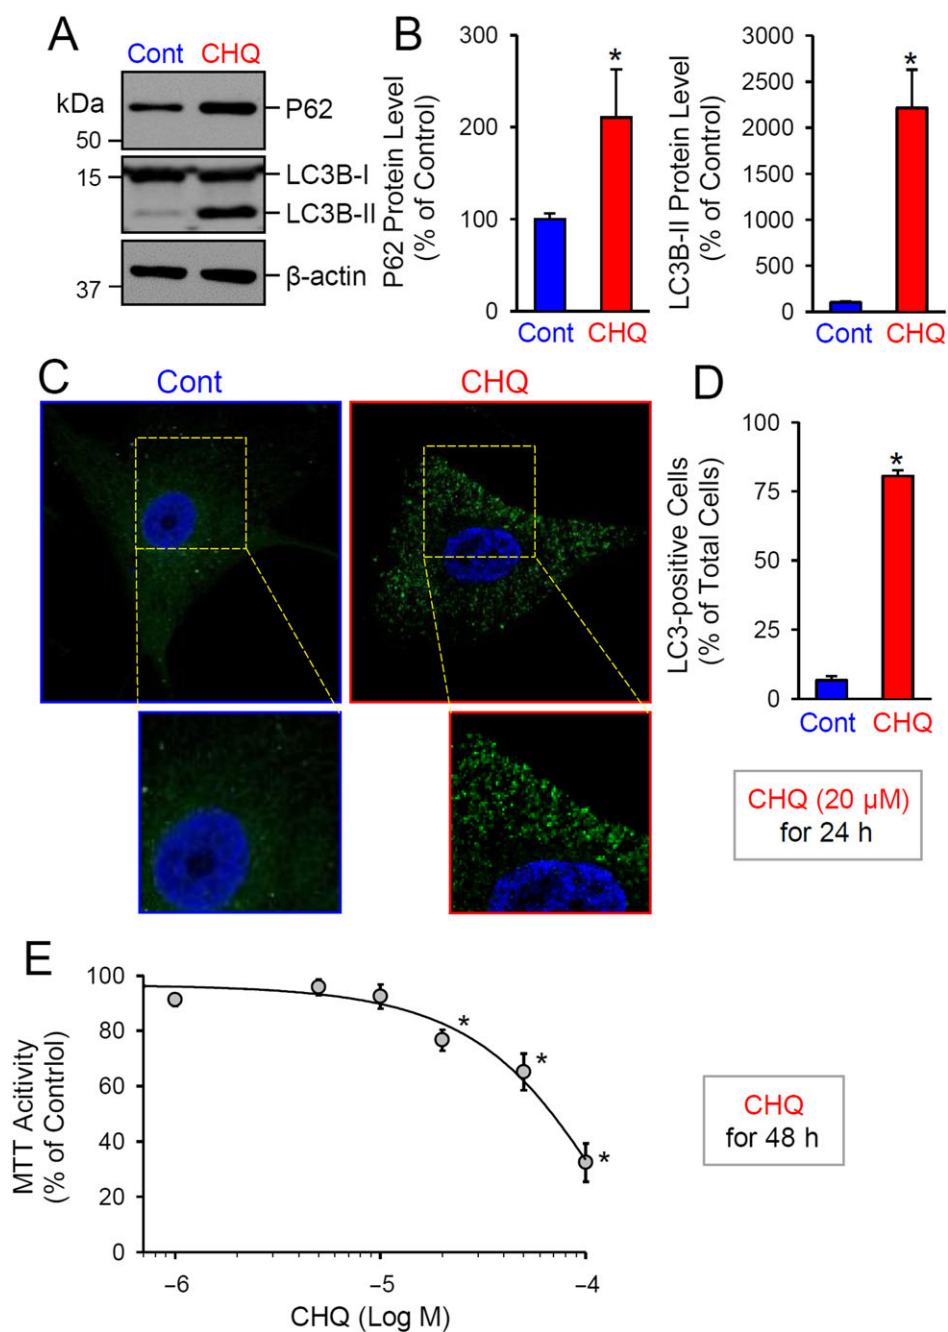 A
Cont CHQ
kDa
50
P62
15
LC3B-I
LC3B-II
37
β-actin
B
P62 Protein Level
(% of Control)
300
200
100
0
Cont CHQ
*
LC3B-II Protein Level
(% of Control)
3000
2500
2000
1500
1000
500
0
Cont CHQ
*
C
Cont
CHQ
D
LC3-positive Cells
(% of Total Cells)
100
75
50
25
0
Cont CHQ
*
CHQ (20 µM)
for 24 h
E
MTT Acitivity
(% of Contrlol)
100
80
60
40
20
0
*
*
*
–6
–5
–4
CHQ (Log M)
CHQ
for 48 h